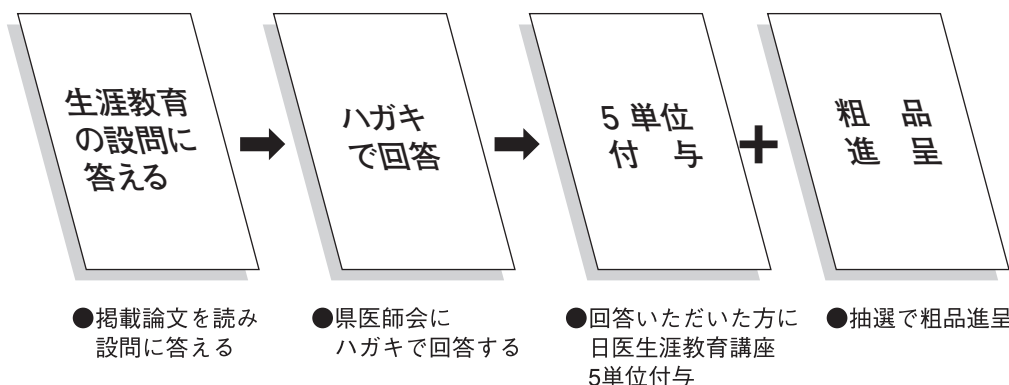 生涯教育
の設問に
答える
ハガキ
で回答
5単位
付 与
粗 品
進 呈
●掲載論文を読み
設問に答える
●県医師会に
ハガキで回答する
●回答いただいた方に
日医生涯教育講座
5単位付与
●抽選で粗品進呈